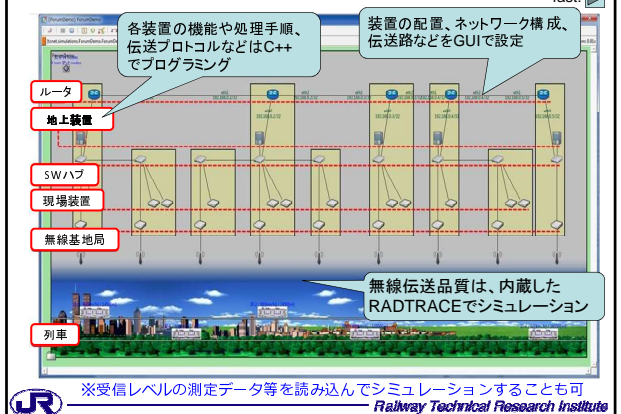 fast!
[ForumDemo] ForumDemo
各装置の機能や処理手順、
伝送プロトコルなどはC++
でプログラミング
装置の配置、ネットワーク構成、
伝送路などをGUIで設定
ルータ
地上装置
SWハブ
現場装置
無線基地局
無線伝送品質は、内蔵した
RADTRACEでシミュレーション
列車
※受信レベルの測定データ等を読み込んでシミュレーションすることも可
JR
Railway Technical Research Institute